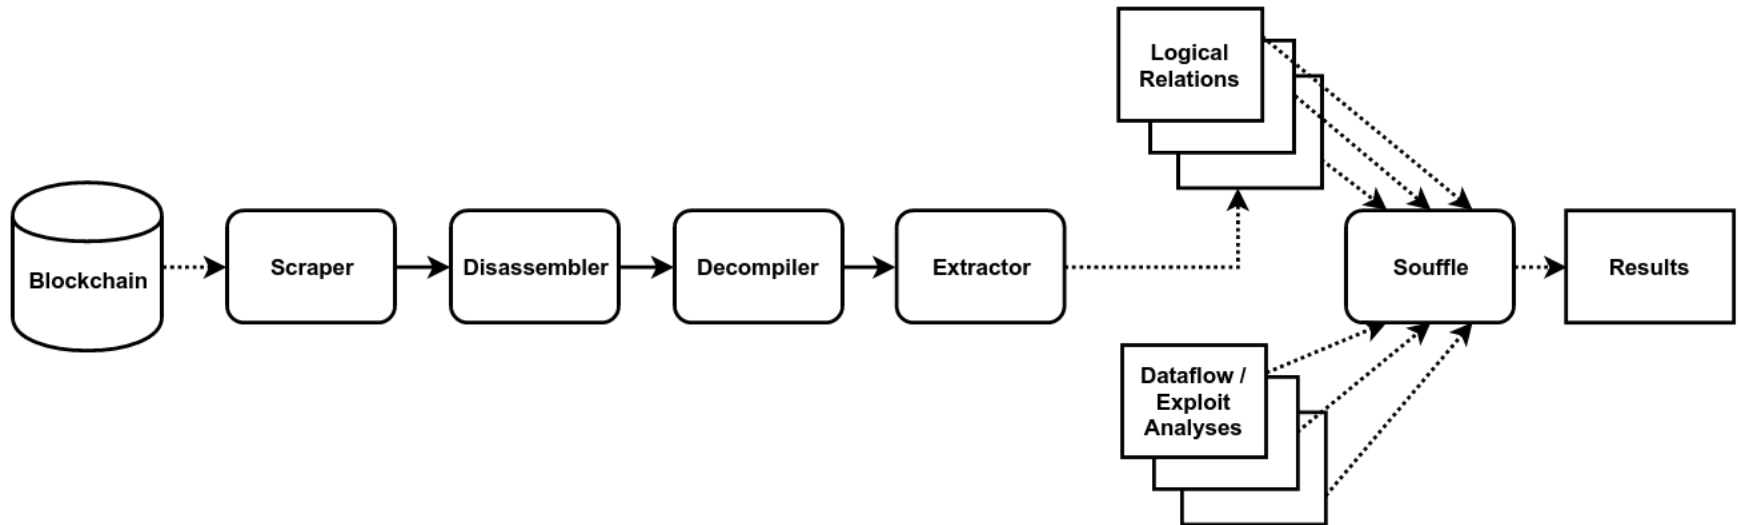 Logical
Relations
Blockchain
Scraper
Disassembler
Decompiler
Extractor
Souffle
Results
Dataflow /
Exploit
Analyses